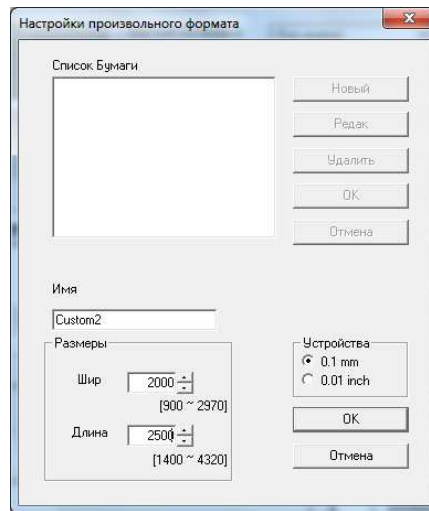 Настройки произвольного формата
Список Бумаги
Новый
Редак
Удалить
OK
Отмена
Имя
Custom2
Размеры
Шир 2000
[900 ~ 2970]
Длина 2500
[1400 ~ 4320]
Устройства
0.1 mm
0.01 inch
OK
Отмена